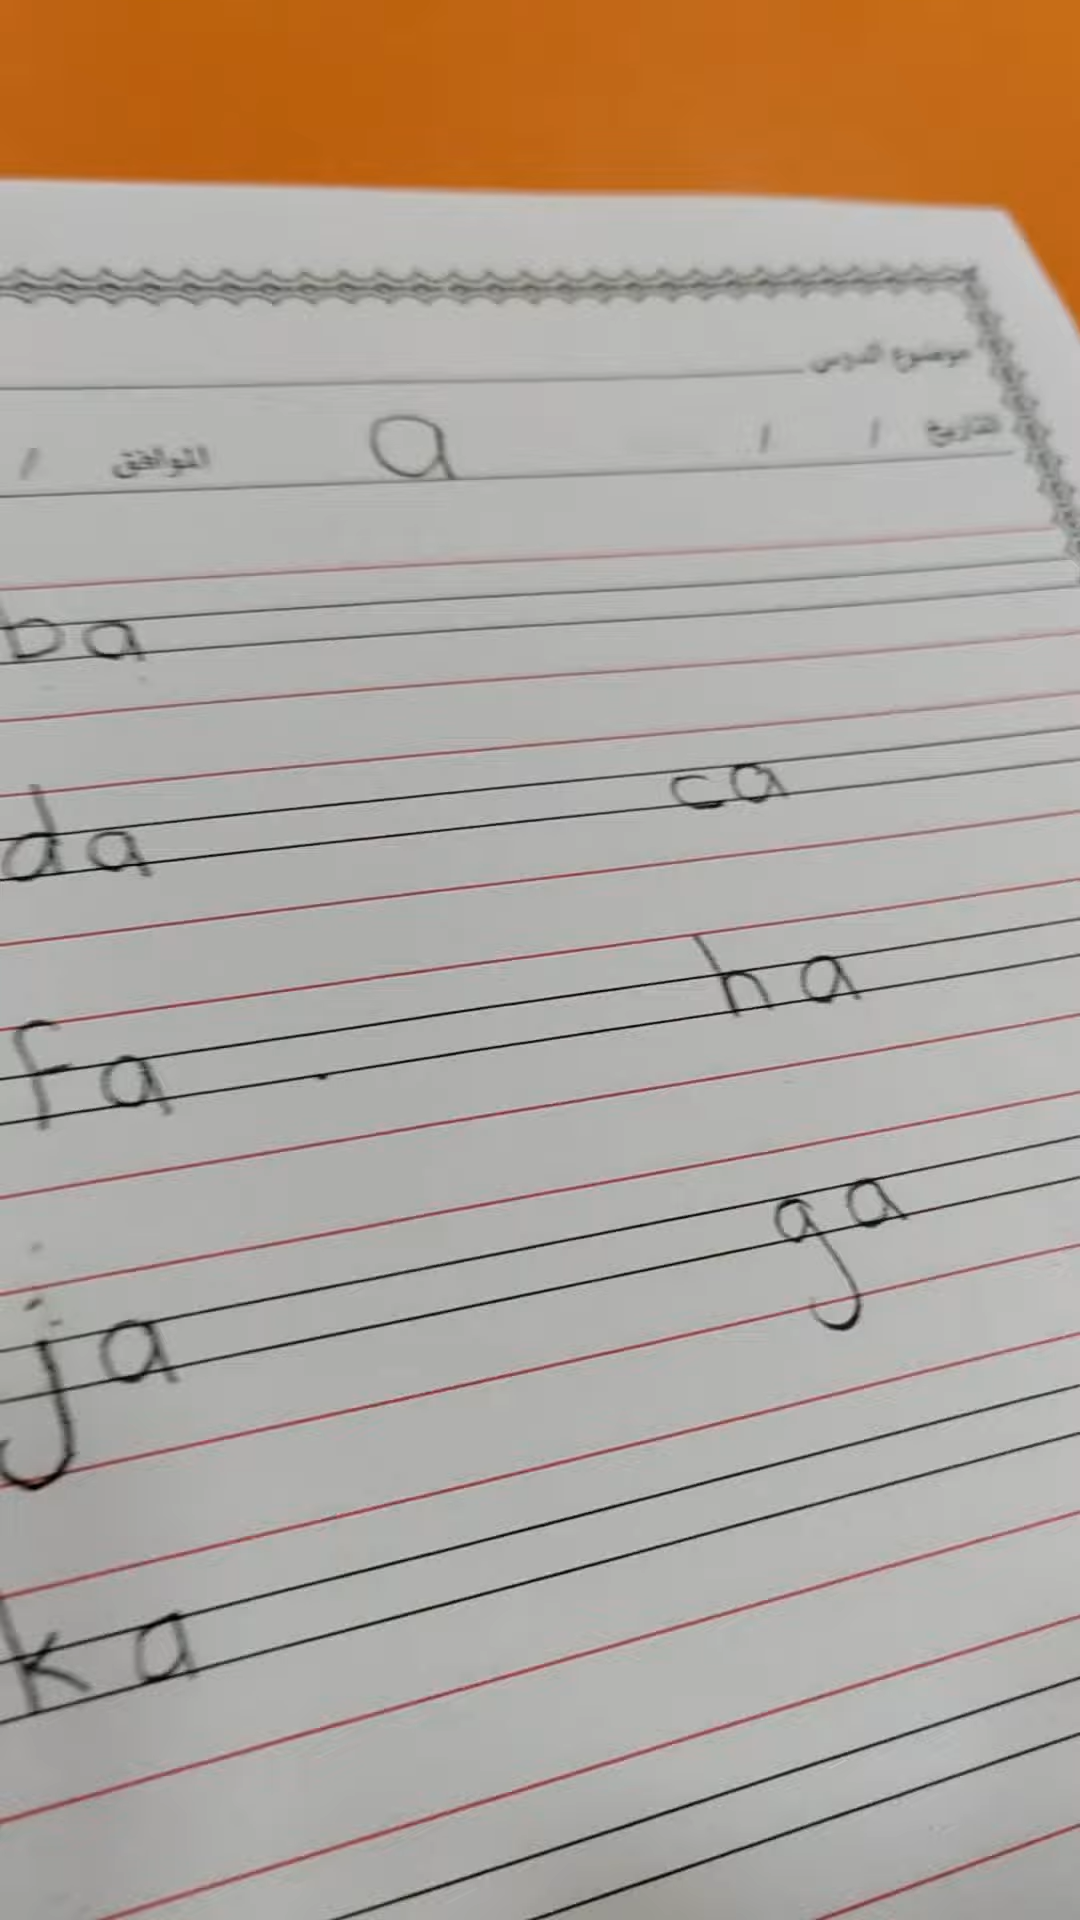 موضوع الدرس
التاريخ / / a الموافق /
ba
da ca
fa ha
ja ga
ka